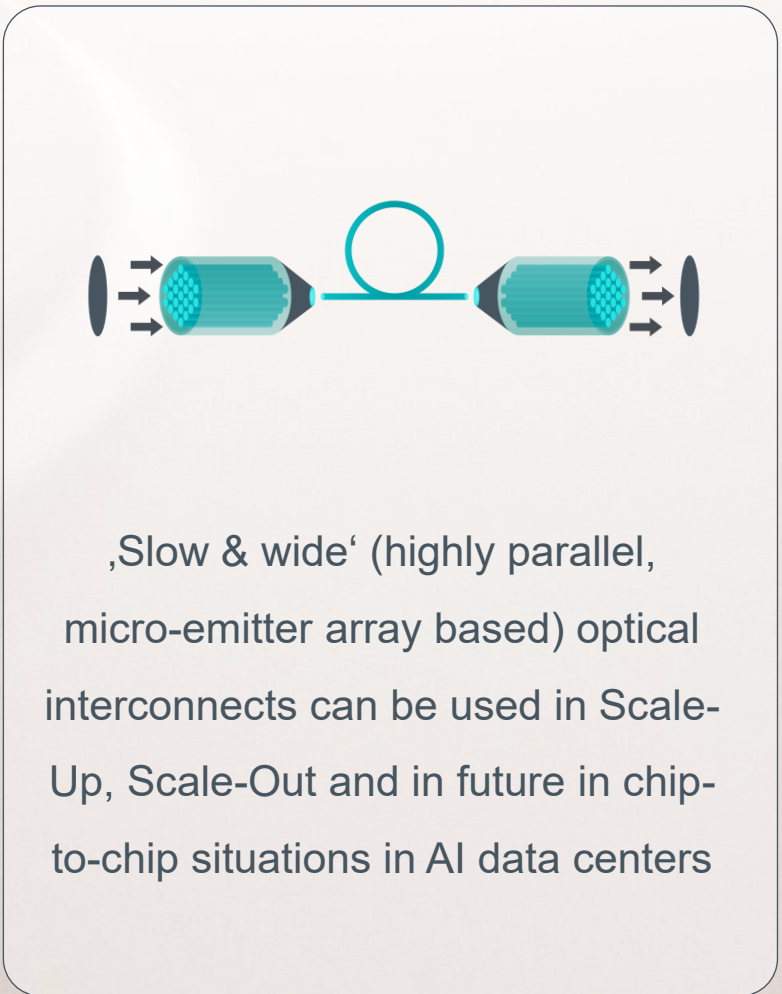 ‚Slow & wide‘ (highly parallel,
micro-emitter array based) optical
interconnects can be used in Scale-
Up, Scale-Out and in future in chip-
to-chip situations in AI data centers